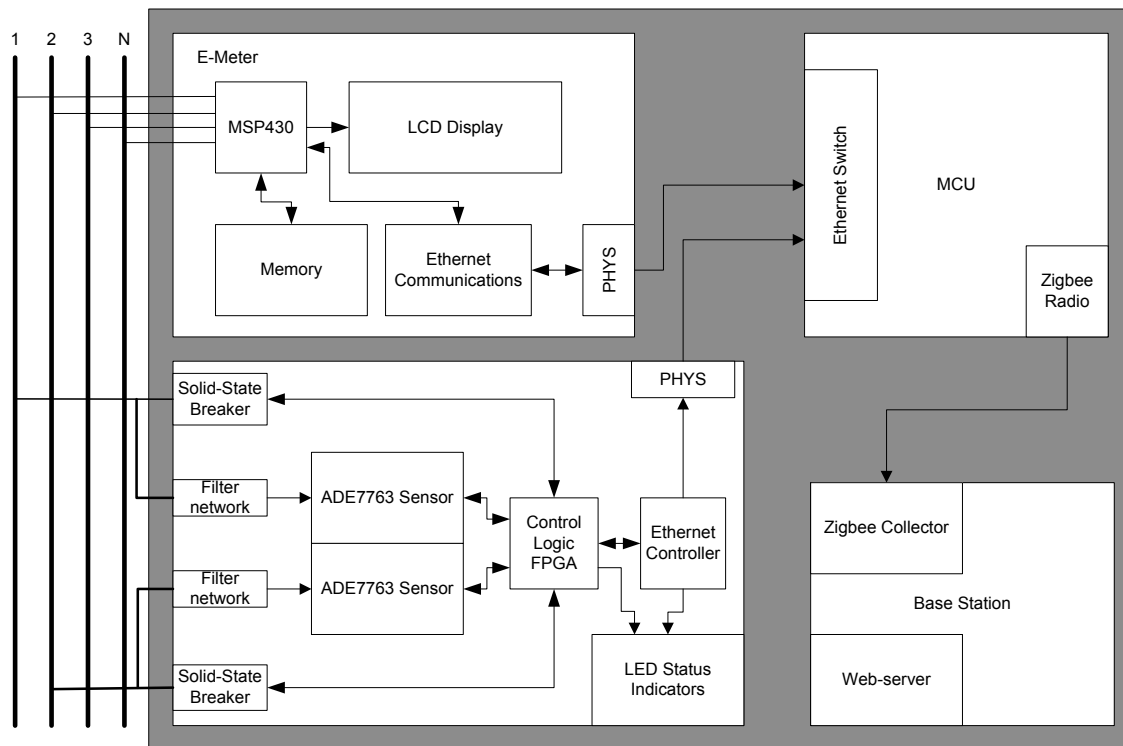 1 2 3 N
E-Meter
MSP430
LCD Display
Memory
Ethernet
Communications
PHYS
Ethernet Switch
MCU
Zigbee
Radio
Solid-State
Breaker
PHYS
Filter
network
ADE7763 Sensor
Control
Logic
FPGA
Ethernet
Controller
Filter
network
ADE7763 Sensor
Solid-State
Breaker
LED Status
Indicators
Zigbee Collector
Base Station
Web-server